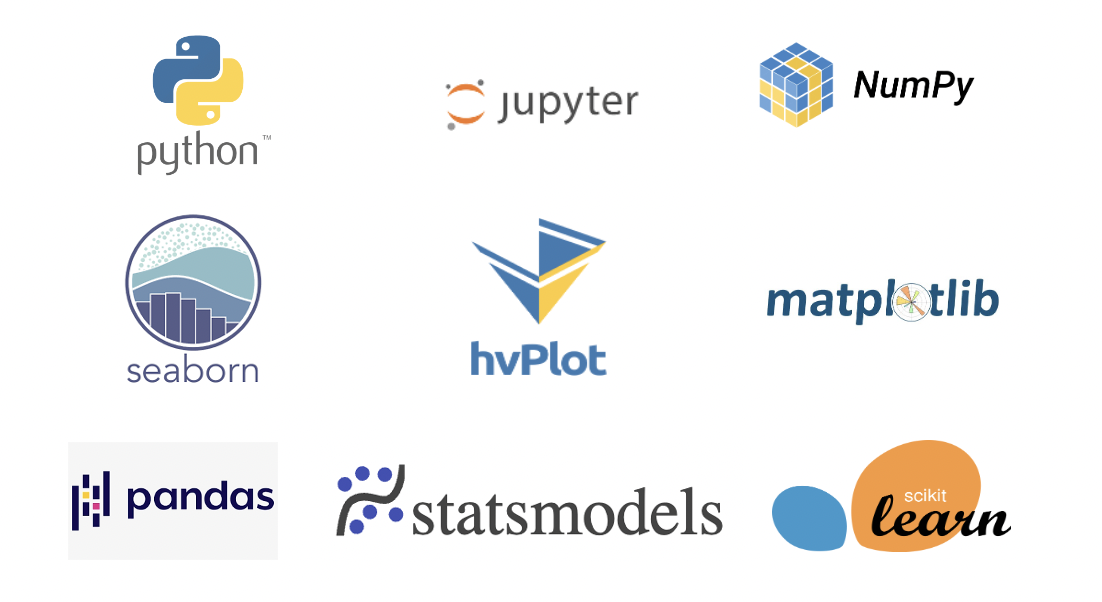 python™
jupyter
NumPy
seaborn
hvPlot
matplotlib
pandas
statsmodels
scikit
learn